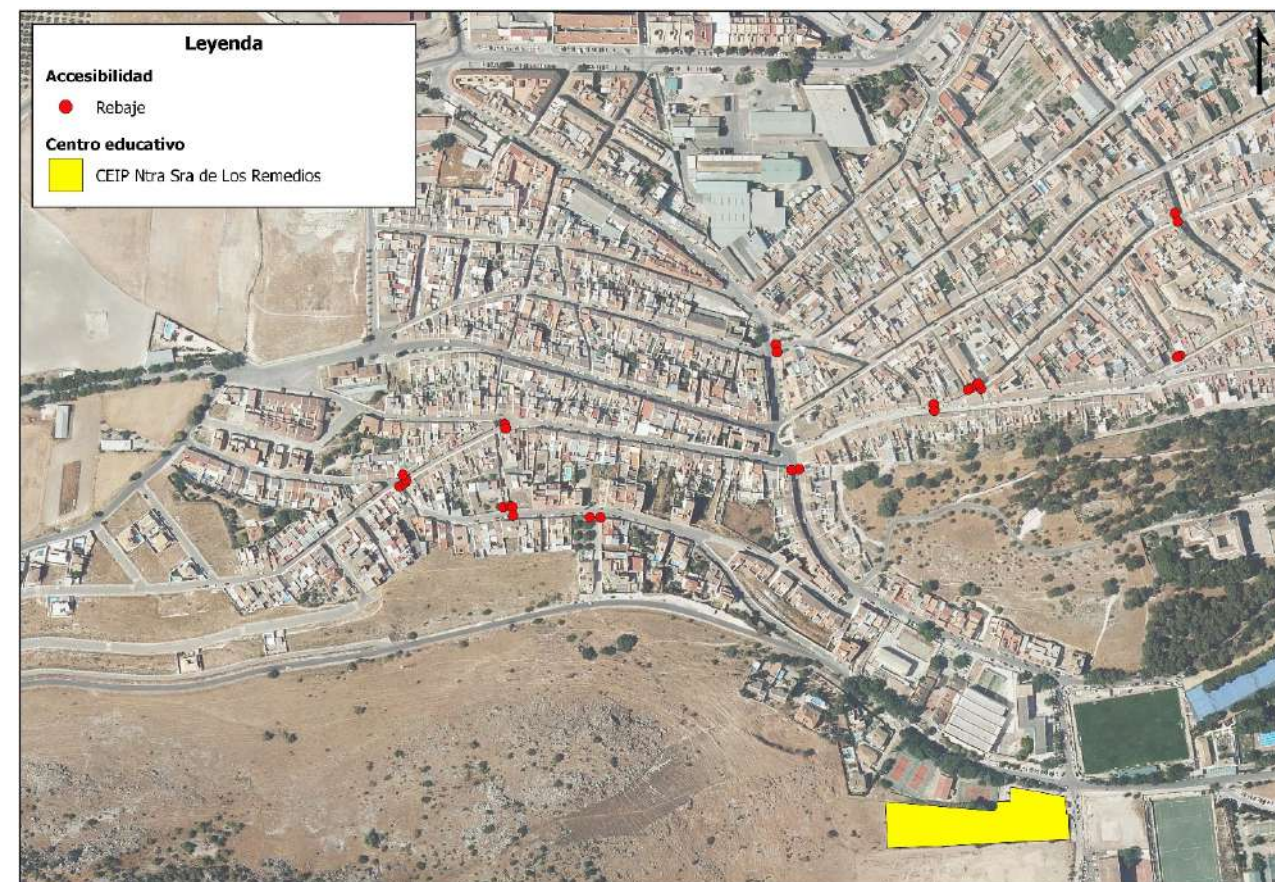 Leyenda
Accesibilidad
Rebaje
Centro educativo
CEIP Ntra Sra de Los Remedios